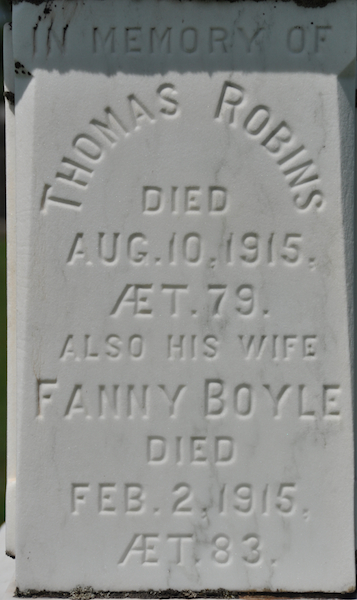 IN MEMORY OF
THOMAS ROBINS
DIED
AUG. 10, 1915,
ÆT. 79.
ALSO HIS WIFE
FANNY BOYLE
DIED
FEB. 2, 1915,
ÆT. 83.